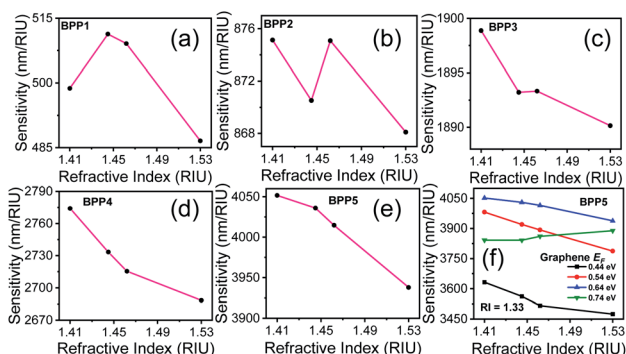 BPP1
(a)
515
500
485
Sensitivity (nm/RIU)
1.41 1.45 1.49 1.53
Refractive Index (RIU)
BPP2
(b)
876
872
868
Sensitivity (nm/RIU)
1.41 1.45 1.49 1.53
Refractive Index (RIU)
BPP3
(c)
1900
1895
1890
Sensitivity (nm/RIU)
1.41 1.45 1.49 1.53
Refractive Index (RIU)
BPP4
(d)
2790
2760
2730
2700
2670
Sensitivity (nm/RIU)
1.41 1.45 1.49 1.53
Refractive Index (RIU)
BPP5
(e)
4050
4000
3950
3900
Sensitivity (nm/RIU)
1.41 1.45 1.49 1.53
Refractive Index (RIU)
BPP5
(f)
4050
3900
3750
3600
3450
Sensitivity (nm/RIU)
Graphene EF
0.44 eV
0.54 eV
0.64 eV
0.74 eV
RI = 1.33
1.41 1.45 1.49 1.53
Refractive Index (RIU)